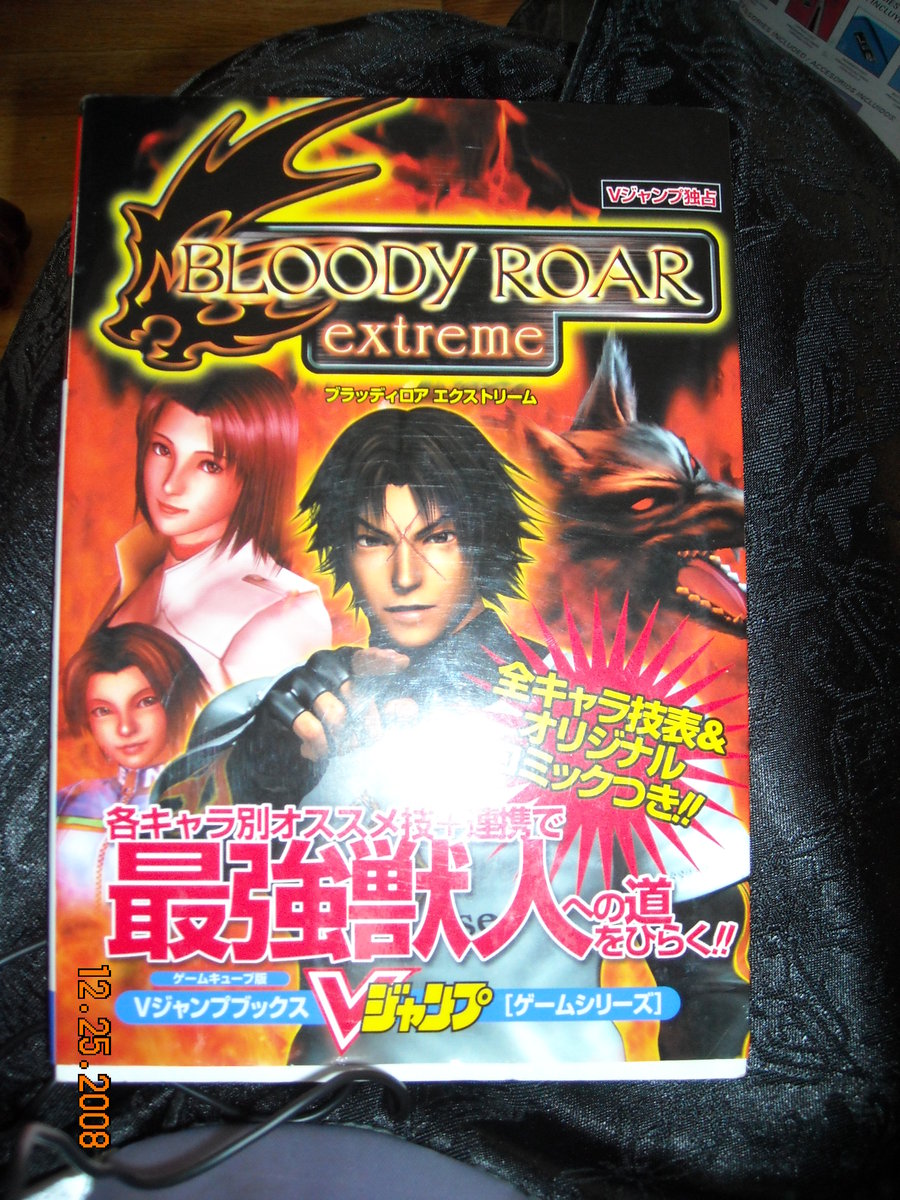 ACCESORIOS INCLUIDOS
Vジャンプ独占
BLOODY ROAR
extreme
ブラッディロア エクストリーム
全キャラ技表&
オリジナル
コミックつき!!
各キャラ別オススメ技+連携で
最強獣人への道
をひらく!!
ゲームキューブ版
Vジャンプブックス
Vジャンプ
[ゲームシリーズ]
12.25.2008